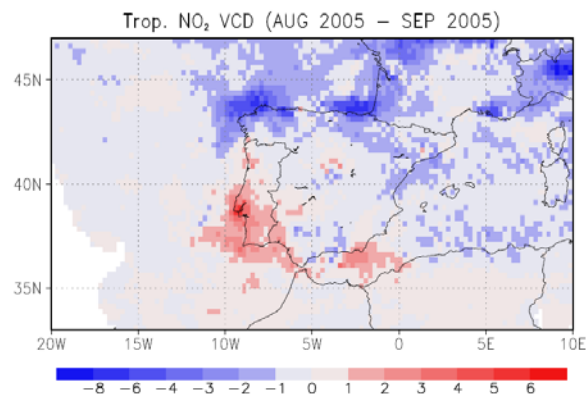 Trop. NO₂ VCD (AUG 2005 − SEP 2005)
45N
40N
35N
20W 15W 10W 5W 0 5E 10E
−8 −6 −4 −3 −2 −1 0 1 2 3 4 5 6